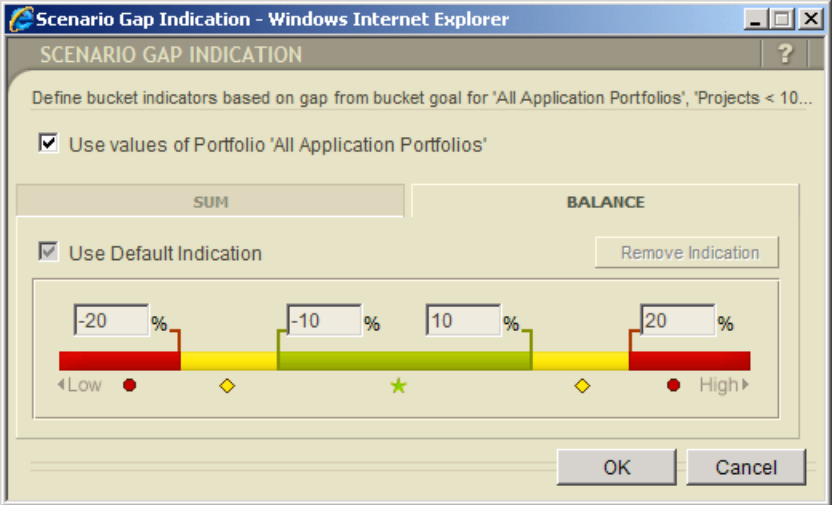 Scenario Gap Indication - Windows Internet Explorer
SCENARIO GAP INDICATION ?
Define bucket indicators based on gap from bucket goal for 'All Application Portfolios', 'Projects < 10...
Use values of Portfolio 'All Application Portfolios'
SUM BALANCE
Use Default Indication Remove Indication
-20 % -10 % 10 % 20 %
Low High
OK Cancel